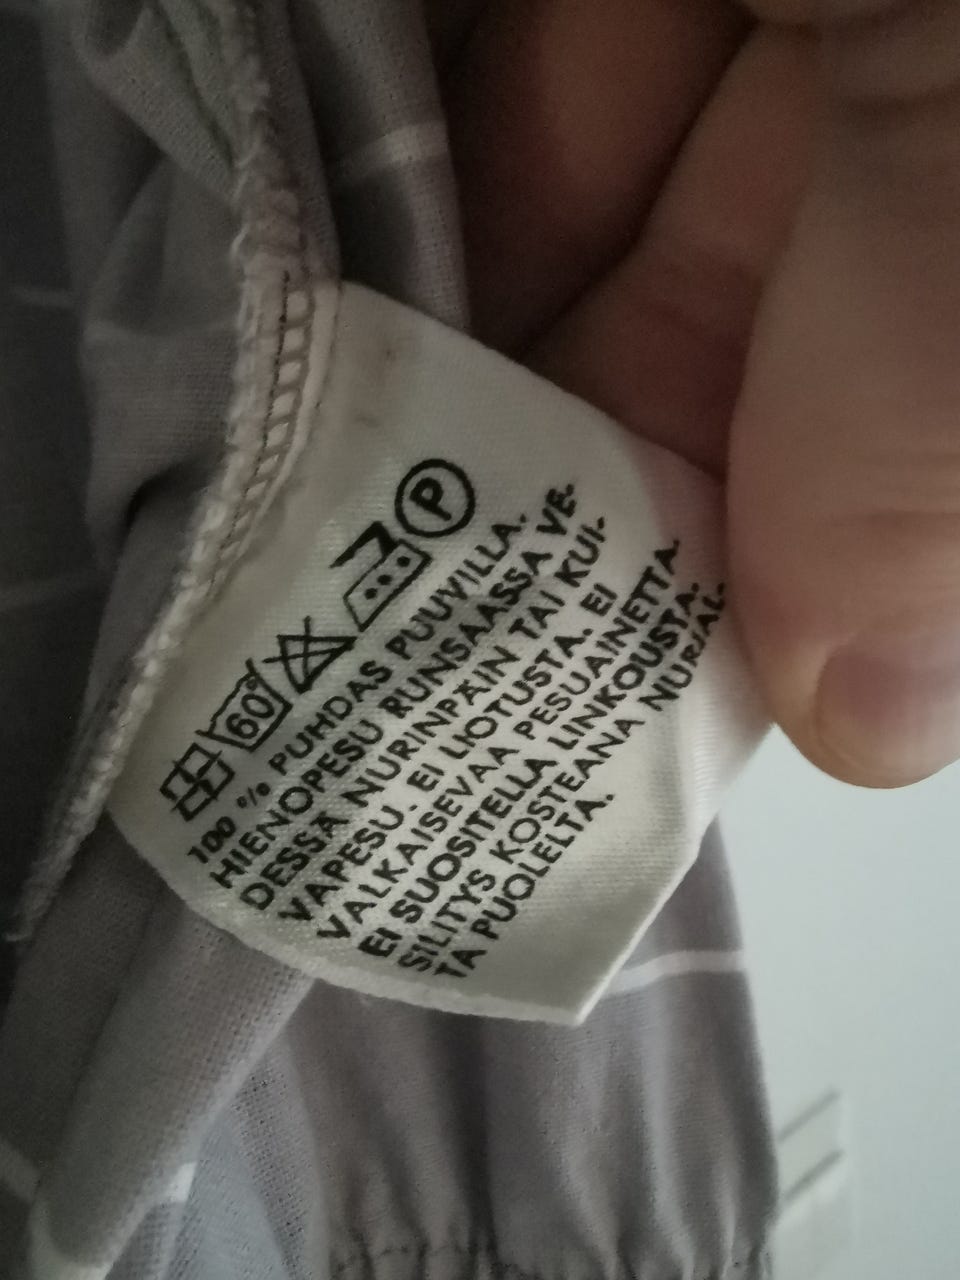 60 P
100 % PUHDAS PUUVILLA.
HIENOPESU RUNSAASSA VE-
DESSÄ NURINPÄIN TAI KUI-
VAPESU. EI LIOTUSTA. EI
VALKAISEVAA PESUAINETTA.
EI SUOSITELLA LINKOUSTA.
SILITYS KOSTEANA NURJAL-
TA PUOLELTA.